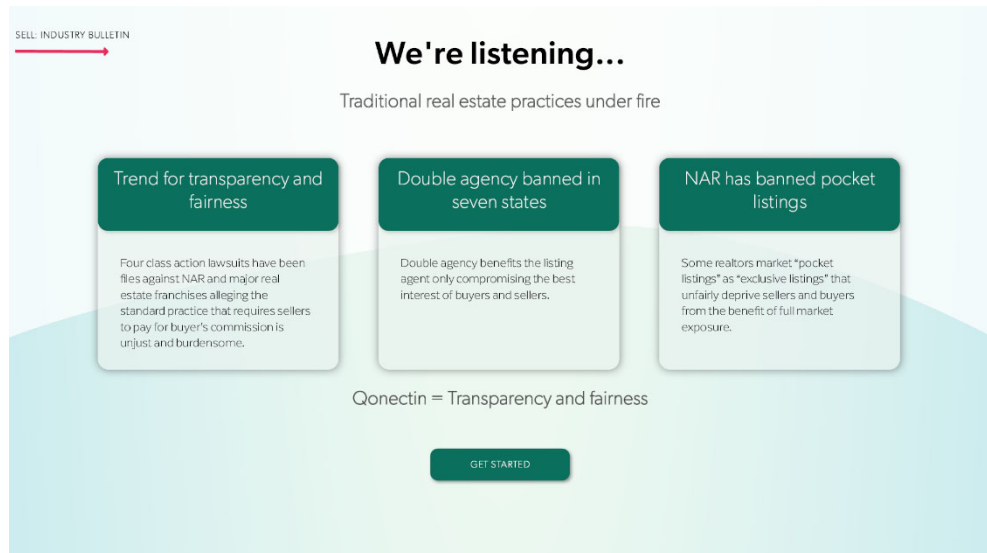 SELL: INDUSTRY BULLETIN
We're listening...
Traditional real estate practices under fire
Trend for transparency and
fairness
Four class action lawsuits have been
files against NAR and major real
estate franchises alleging the
standard practice that requires sellers
to pay for buyer's commission is
unjust and burdensome.
Double agency banned in
seven states
Double agency benefits the listing
agent only compromising the best
interest of buyers and sellers.
NAR has banned pocket
listings
Some realtors market "pocket
listings" as "exclusive listings" that
unfairly deprive sellers and buyers
from the benefit of full market
exposure.
Qonectin = Transparency and fairness
GET STARTED